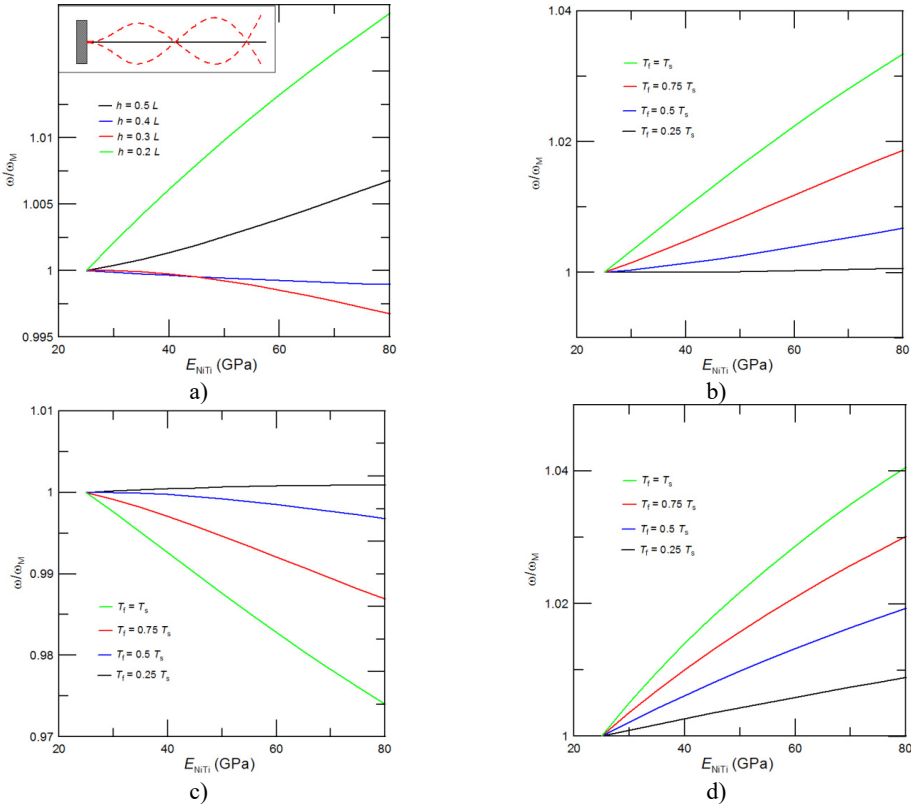 h = 0.5 L
h = 0.4 L
h = 0.3 L
h = 0.2 L
1.01
1.005
1
0.995
ω/ωM
20 40 60 80
ENiTi (GPa)
a)
Tf = Ts
Tf = 0.75 Ts
Tf = 0.5 Ts
Tf = 0.25 Ts
1.04
1.02
1
ω/ωM
20 40 60 80
ENiTi (GPa)
b)
1.01
1
0.99
0.98
0.97
ω/ωM
Tf = Ts
Tf = 0.75 Ts
Tf = 0.5 Ts
Tf = 0.25 Ts
20 40 60 80
ENiTi (GPa)
c)
Tf = Ts
Tf = 0.75 Ts
Tf = 0.5 Ts
Tf = 0.25 Ts
1.04
1.02
1
ω/ωM
20 40 60 80
ENiTi (GPa)
d)